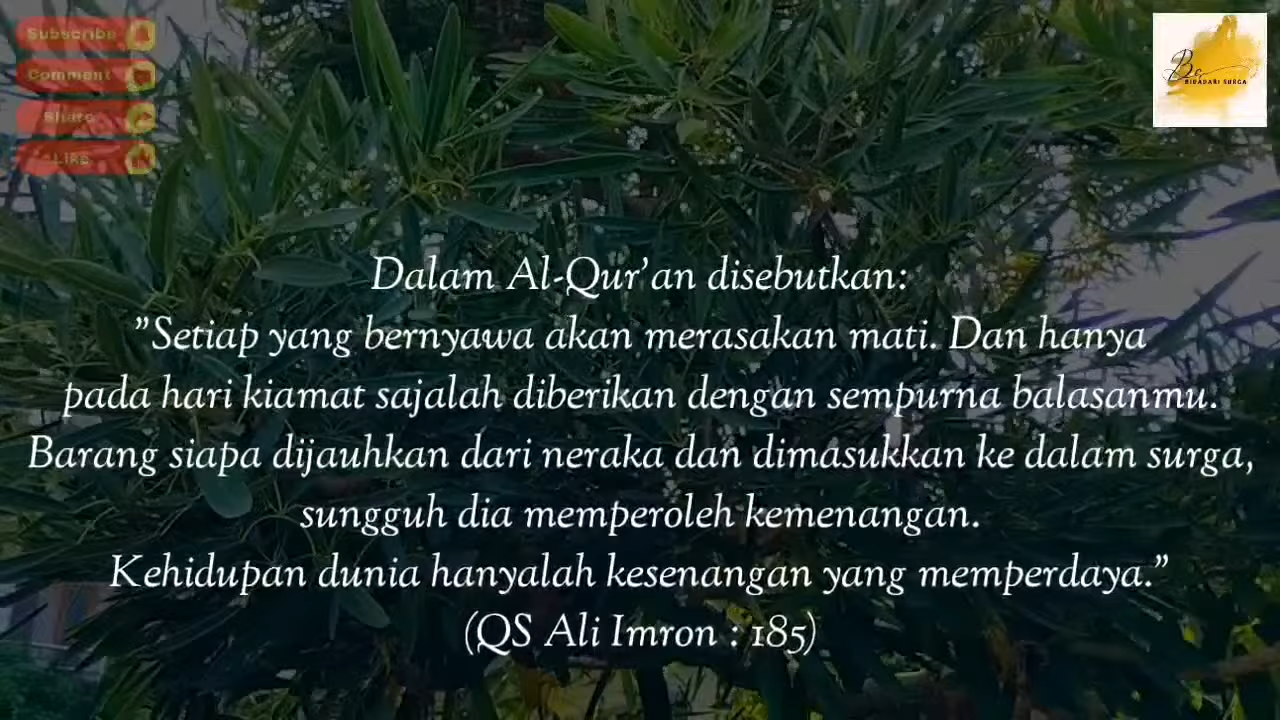 Subscribe
Comment
Share
Like
BIDADARI SURGA
Dalam Al-Qur'an disebutkan:
"Setiap yang bernyawa akan merasakan mati. Dan hanya
pada hari kiamat sajalah diberikan dengan sempurna balasanmu.
Barang siapa dijauhkan dari neraka dan dimasukkan ke dalam surga,
sungguh dia memperoleh kemenangan.
Kehidupan dunia hanyalah kesenangan yang memperdaya."
(QS Ali Imron : 185)